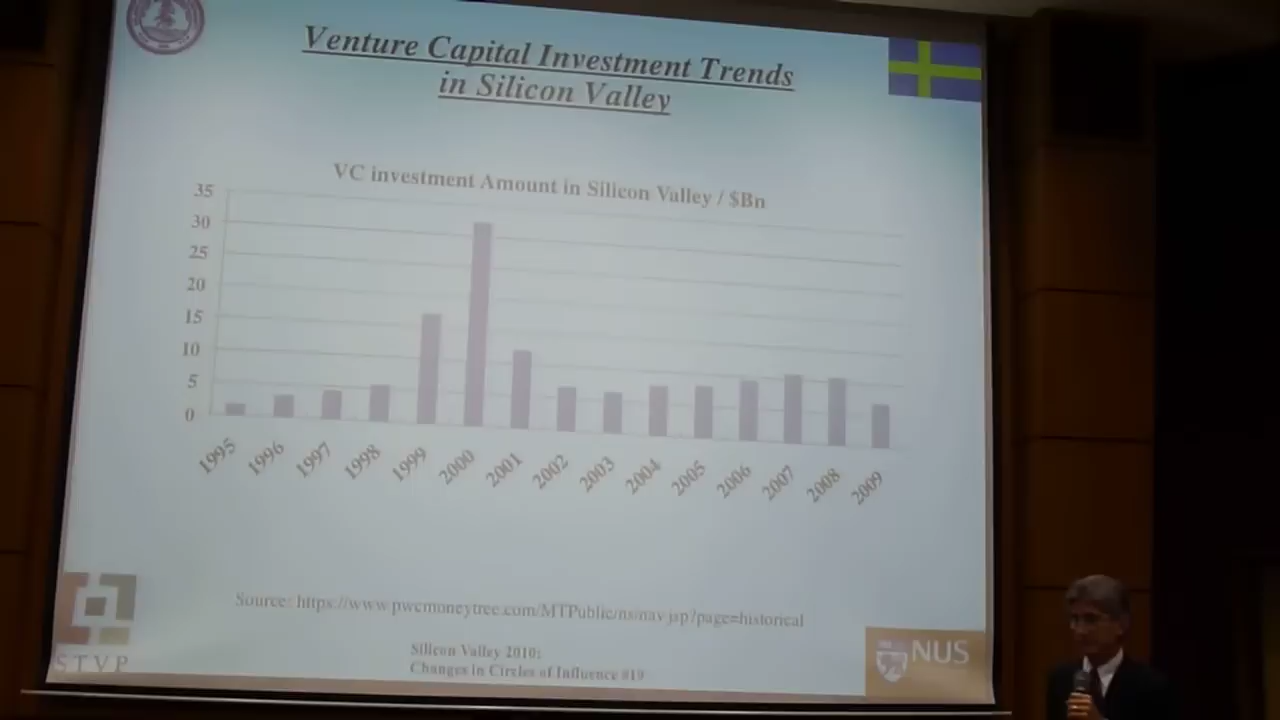 Venture Capital Investment Trends
in Silicon Valley
VC investment Amount in Silicon Valley / $Bn
35
30
25
20
15
10
5
0
1995 1996 1997 1998 1999 2000 2001 2002 2003 2004 2005 2006 2007 2008 2009
Source: https://www.pwcmoneytree.com/MTPublic/ns/nav.jsp?page=historical
Silicon Valley 2010:
Changes in Circles of Influence #19
STVP
NUS